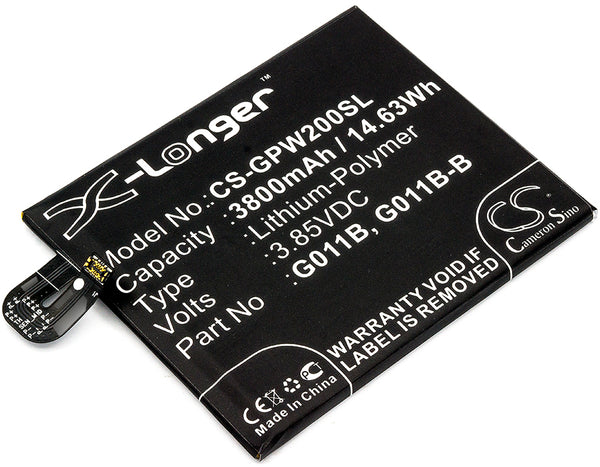 X-Longer™
Model No.:CS-GPW200SL
Capacity :3800mAh / 14.63Wh
Type :Lithium-Polymer
Volts :3.85VDC
Part No :G011B, G011B-B
CS
Cameron Sino
WARRANTY VOID IF
LABEL IS REMOVED
CE
Made In China